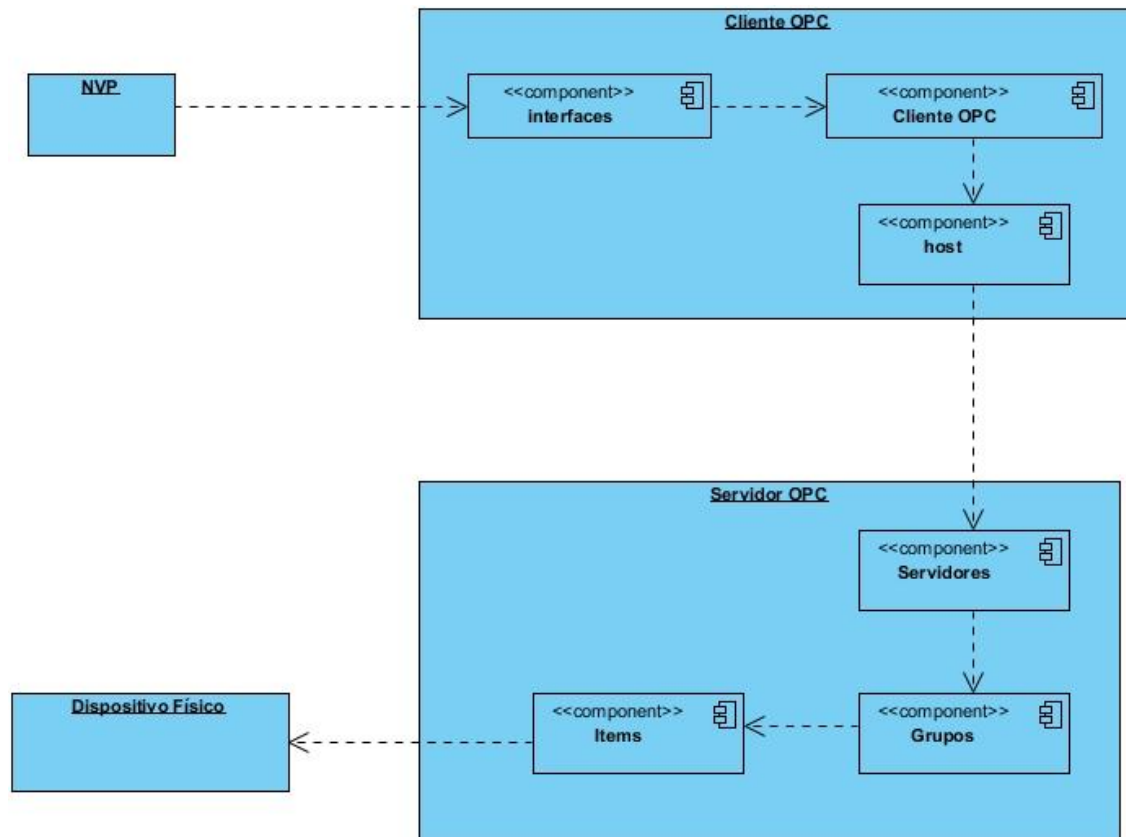 Cliente OPC
NVP
<<component>>
interfaces
<<component>>
Cliente OPC
<<component>>
host
Servidor OPC
<<component>>
Servidores
Dispositivo Físico
<<component>>
Items
<<component>>
Grupos